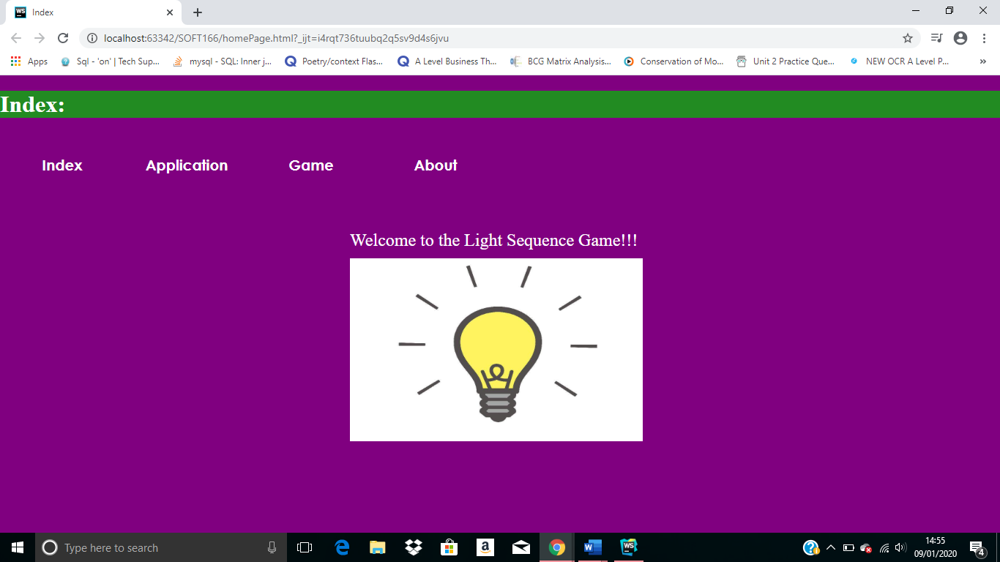 WS Index
localhost:63342/SOFT166/homePage.html?_ijt=i4rqt736tuubq2q5sv9d4s6jvu
Apps Sql - 'on' | Tech Sup... mysql - SQL: Inner j... Poetry/context Flas... A Level Business Th... BCG Matrix Analysis... Conservation of Mo... Unit 2 Practice Que... NEW OCR A Level P... »
Index:
Index Application Game About
Welcome to the Light Sequence Game!!!
Type here to search
14:55
09/01/2020
4